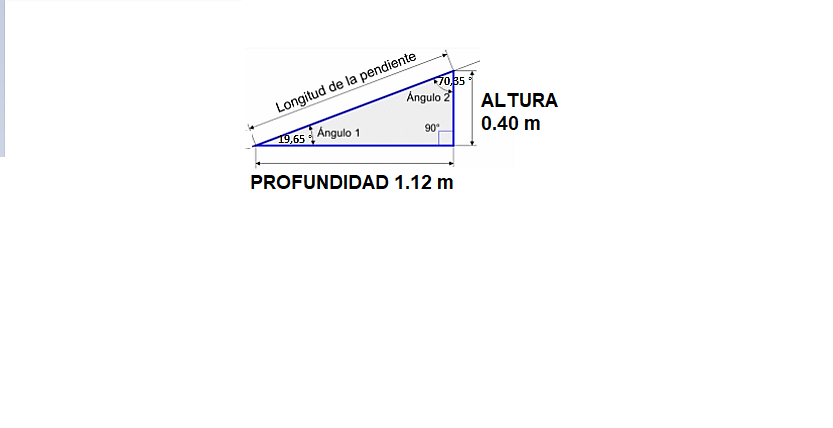 Longitud de la pendiente
70,35 °
Ángulo 2
ALTURA
0.40 m
90°
Ángulo 1
19,65 °
PROFUNDIDAD 1.12 m